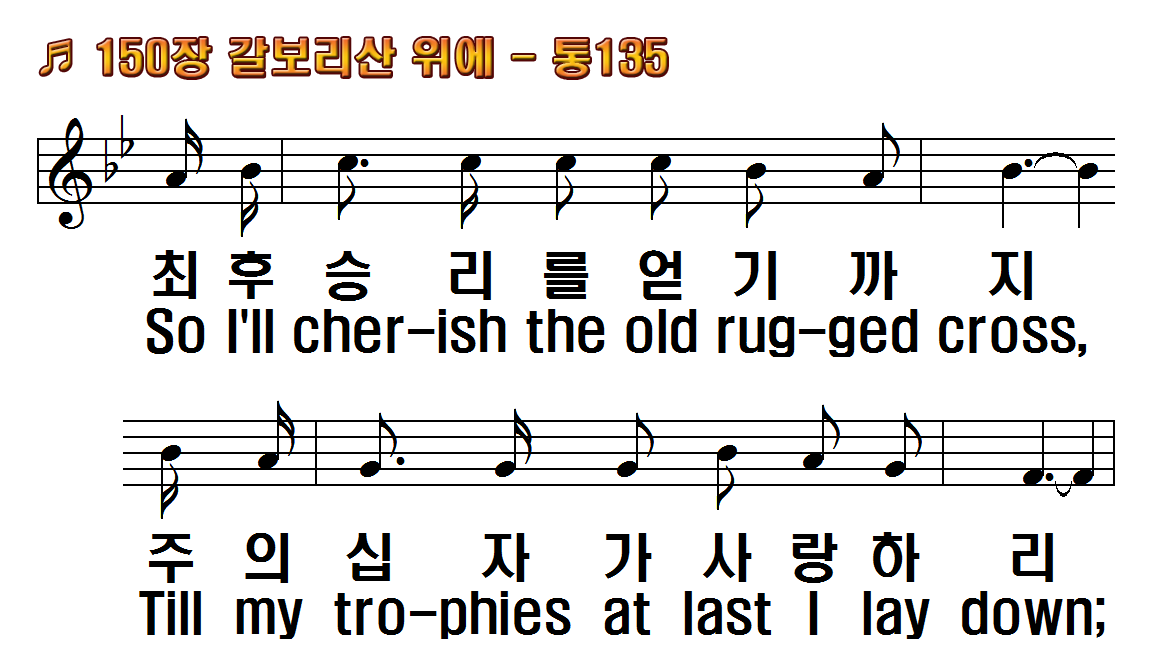 ♬ 150장 갈보리산 위에 - 통135
최 후 승 리 를 얻 기 까 지
So I'll cher-ish the old rug-ged cross,
주 의 십 자 가 사 랑 하 리
Till my tro-phies at last I lay down;